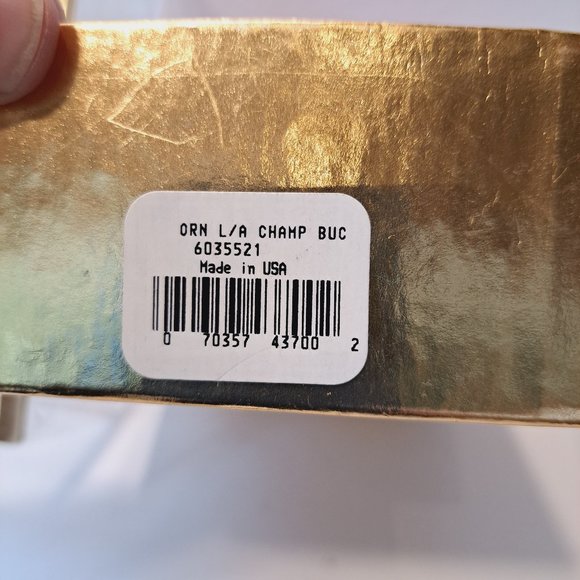 ORN L/A CHAMP BUC
6035521
Made in USA
0 70357 43700 2